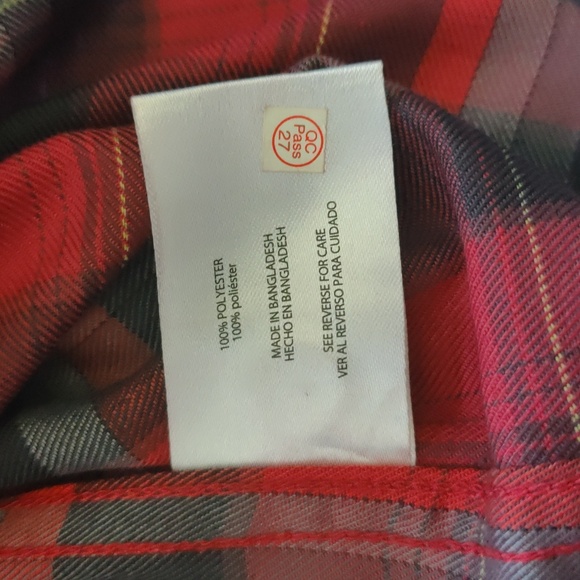 QC
Pass
27
100% POLYESTER
100% poliéster
MADE IN BANGLADESH
HECHO EN BANGLADESH
SEE REVERSE FOR CARE
VER AL REVERSO PARA CUIDADO